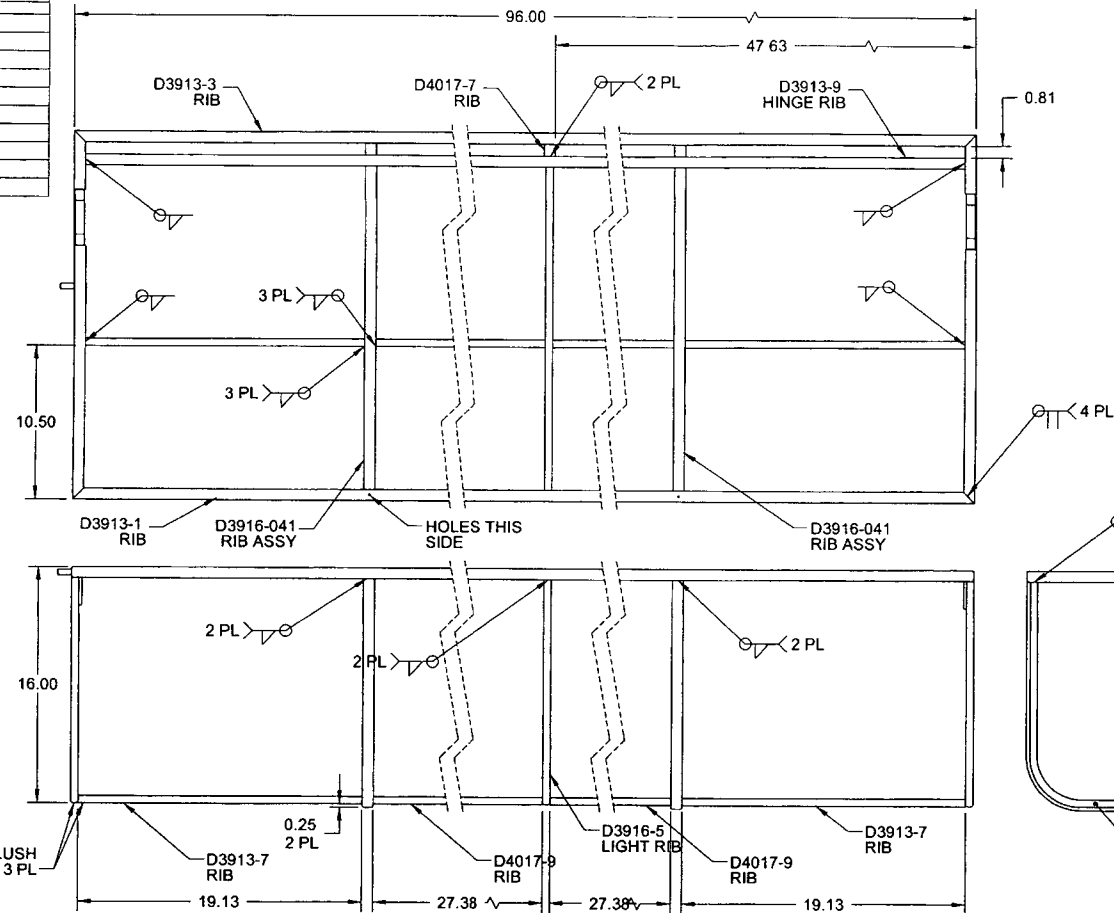 96.00
47 63
D3913-3
RIB
D4017-7
RIB
2 PL
D3913-9
HINGE RIB
0.81
3 PL
3 PL
10.50
4 PL
D3913-1
RIB
D3916-041
RIB ASSY
HOLES THIS
SIDE
D3916-041
RIB ASSY
2 PL
2 PL
2 PL
16.00
0.25
2 PL
LUSH
3 PL
D3913-7
RIB
D4017-9
RIB
D3916-5
LIGHT RIB
D4017-9
RIB
D3913-7
RIB
19.13
27.38
27.38
19.13